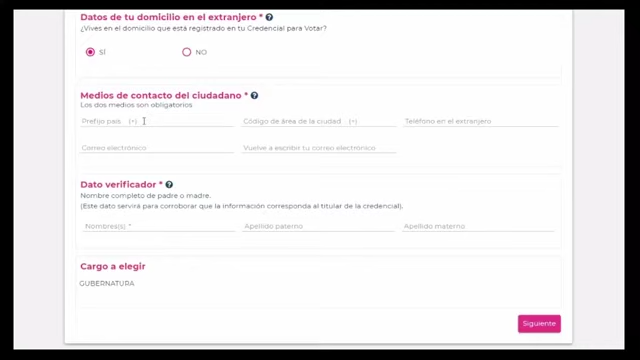 Datos de tu domicilio en el extranjero * ?
¿Vives en el domicilio que está registrado en tu Credencial para Votar?
SÍ NO
Medios de contacto del ciudadano * ?
Los dos medios son obligatorios
Prefijo país (+) Código de área de la ciudad (+) Teléfono en el extranjero
Correo electrónico Vuelve a escribir tu correo electrónico
Dato verificador * ?
Nombre completo de padre o madre.
(Este dato servirá para corroborar que la información corresponda al titular de la credencial).
Nombres(s) * Apellido paterno Apellido materno
Cargo a elegir
GUBERNATURA
Siguiente